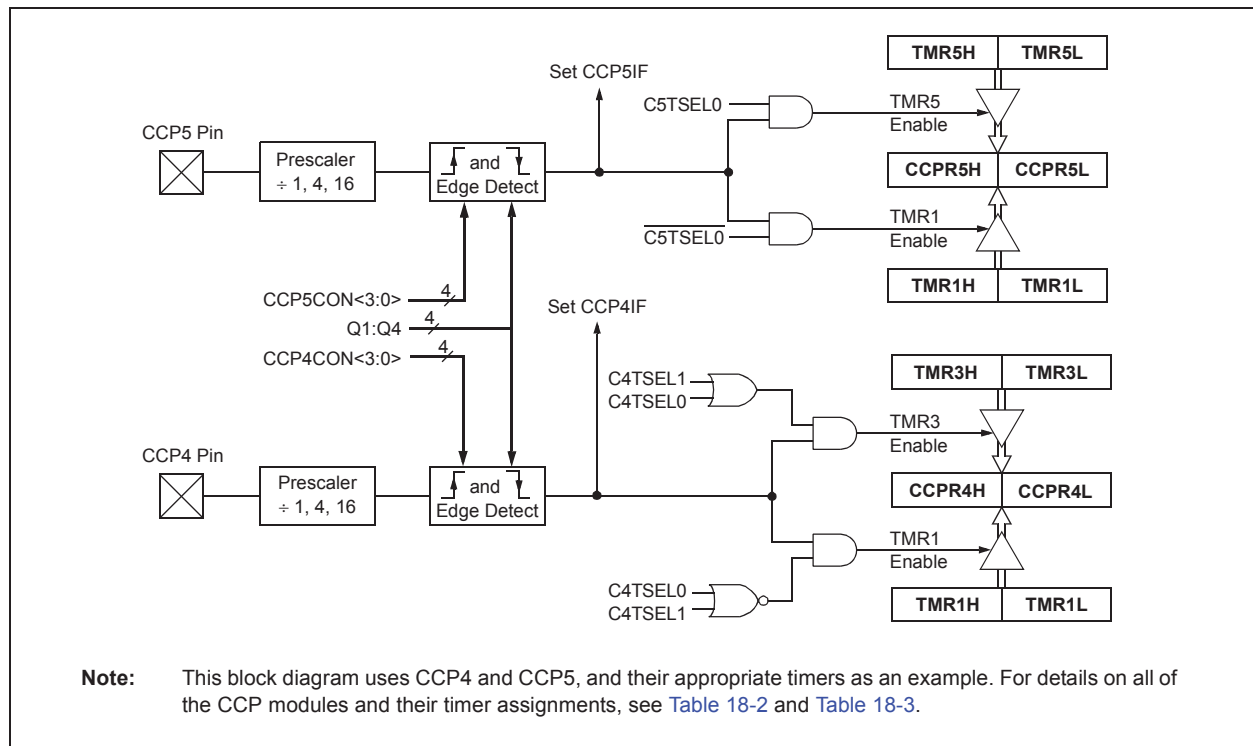 TMR5H TMR5L
Set CCP5IF
C5TSEL0
TMR5
Enable
CCP5 Pin
Prescaler
÷ 1, 4, 16
and
Edge Detect
CCPR5H CCPR5L
TMR1
Enable
C5TSEL0
TMR1H TMR1L
CCP5CON<3:0> 4
Q1:Q4 4
CCP4CON<3:0> 4
Set CCP4IF
TMR3H TMR3L
C4TSEL1
C4TSEL0
TMR3
Enable
CCP4 Pin
Prescaler
÷ 1, 4, 16
and
Edge Detect
CCPR4H CCPR4L
TMR1
Enable
C4TSEL0
C4TSEL1
TMR1H TMR1L
Note: This block diagram uses CCP4 and CCP5, and their appropriate timers as an example. For details on all of
the CCP modules and their timer assignments, see Table 18-2 and Table 18-3.